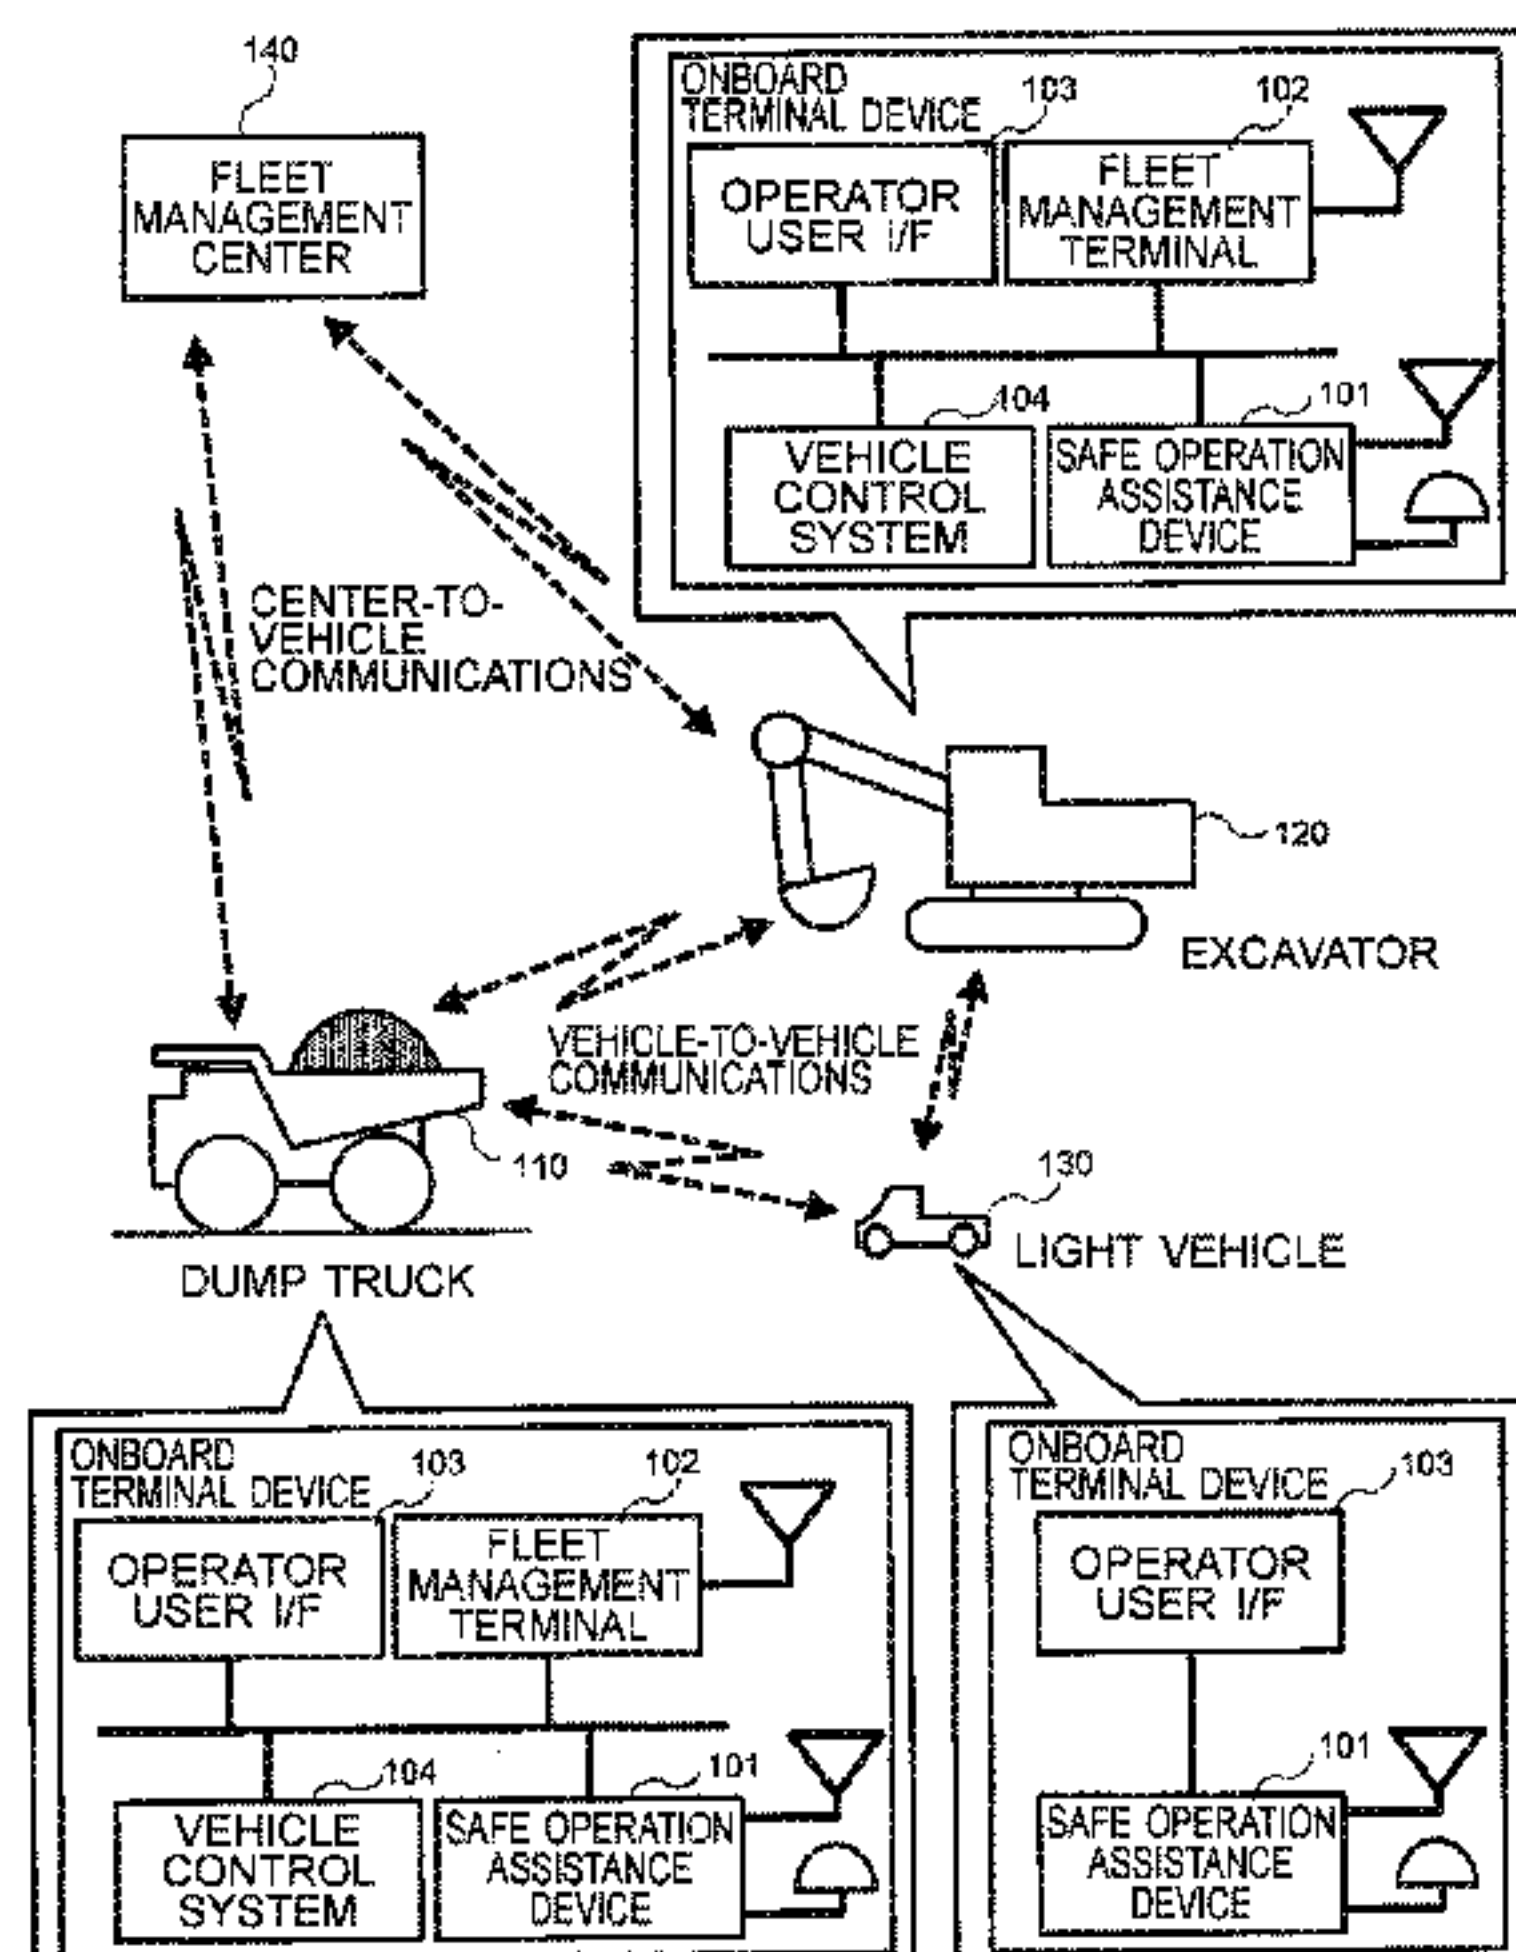 140
FLEET
MANAGEMENT
CENTER
ONBOARD
TERMINAL DEVICE
103
102
OPERATOR
USER I/F
FLEET
MANAGEMENT
TERMINAL
104
101
VEHICLE
CONTROL
SYSTEM
SAFE OPERATION
ASSISTANCE
DEVICE
CENTER-TO-
VEHICLE
COMMUNICATIONS
120
EXCAVATOR
VEHICLE-TO-VEHICLE
COMMUNICATIONS
110
130
LIGHT VEHICLE
DUMP TRUCK
ONBOARD
TERMINAL DEVICE
103
102
OPERATOR
USER I/F
FLEET
MANAGEMENT
TERMINAL
104
101
VEHICLE
CONTROL
SYSTEM
SAFE OPERATION
ASSISTANCE
DEVICE
ONBOARD
TERMINAL DEVICE
103
OPERATOR
USER I/F
101
SAFE OPERATION
ASSISTANCE
DEVICE